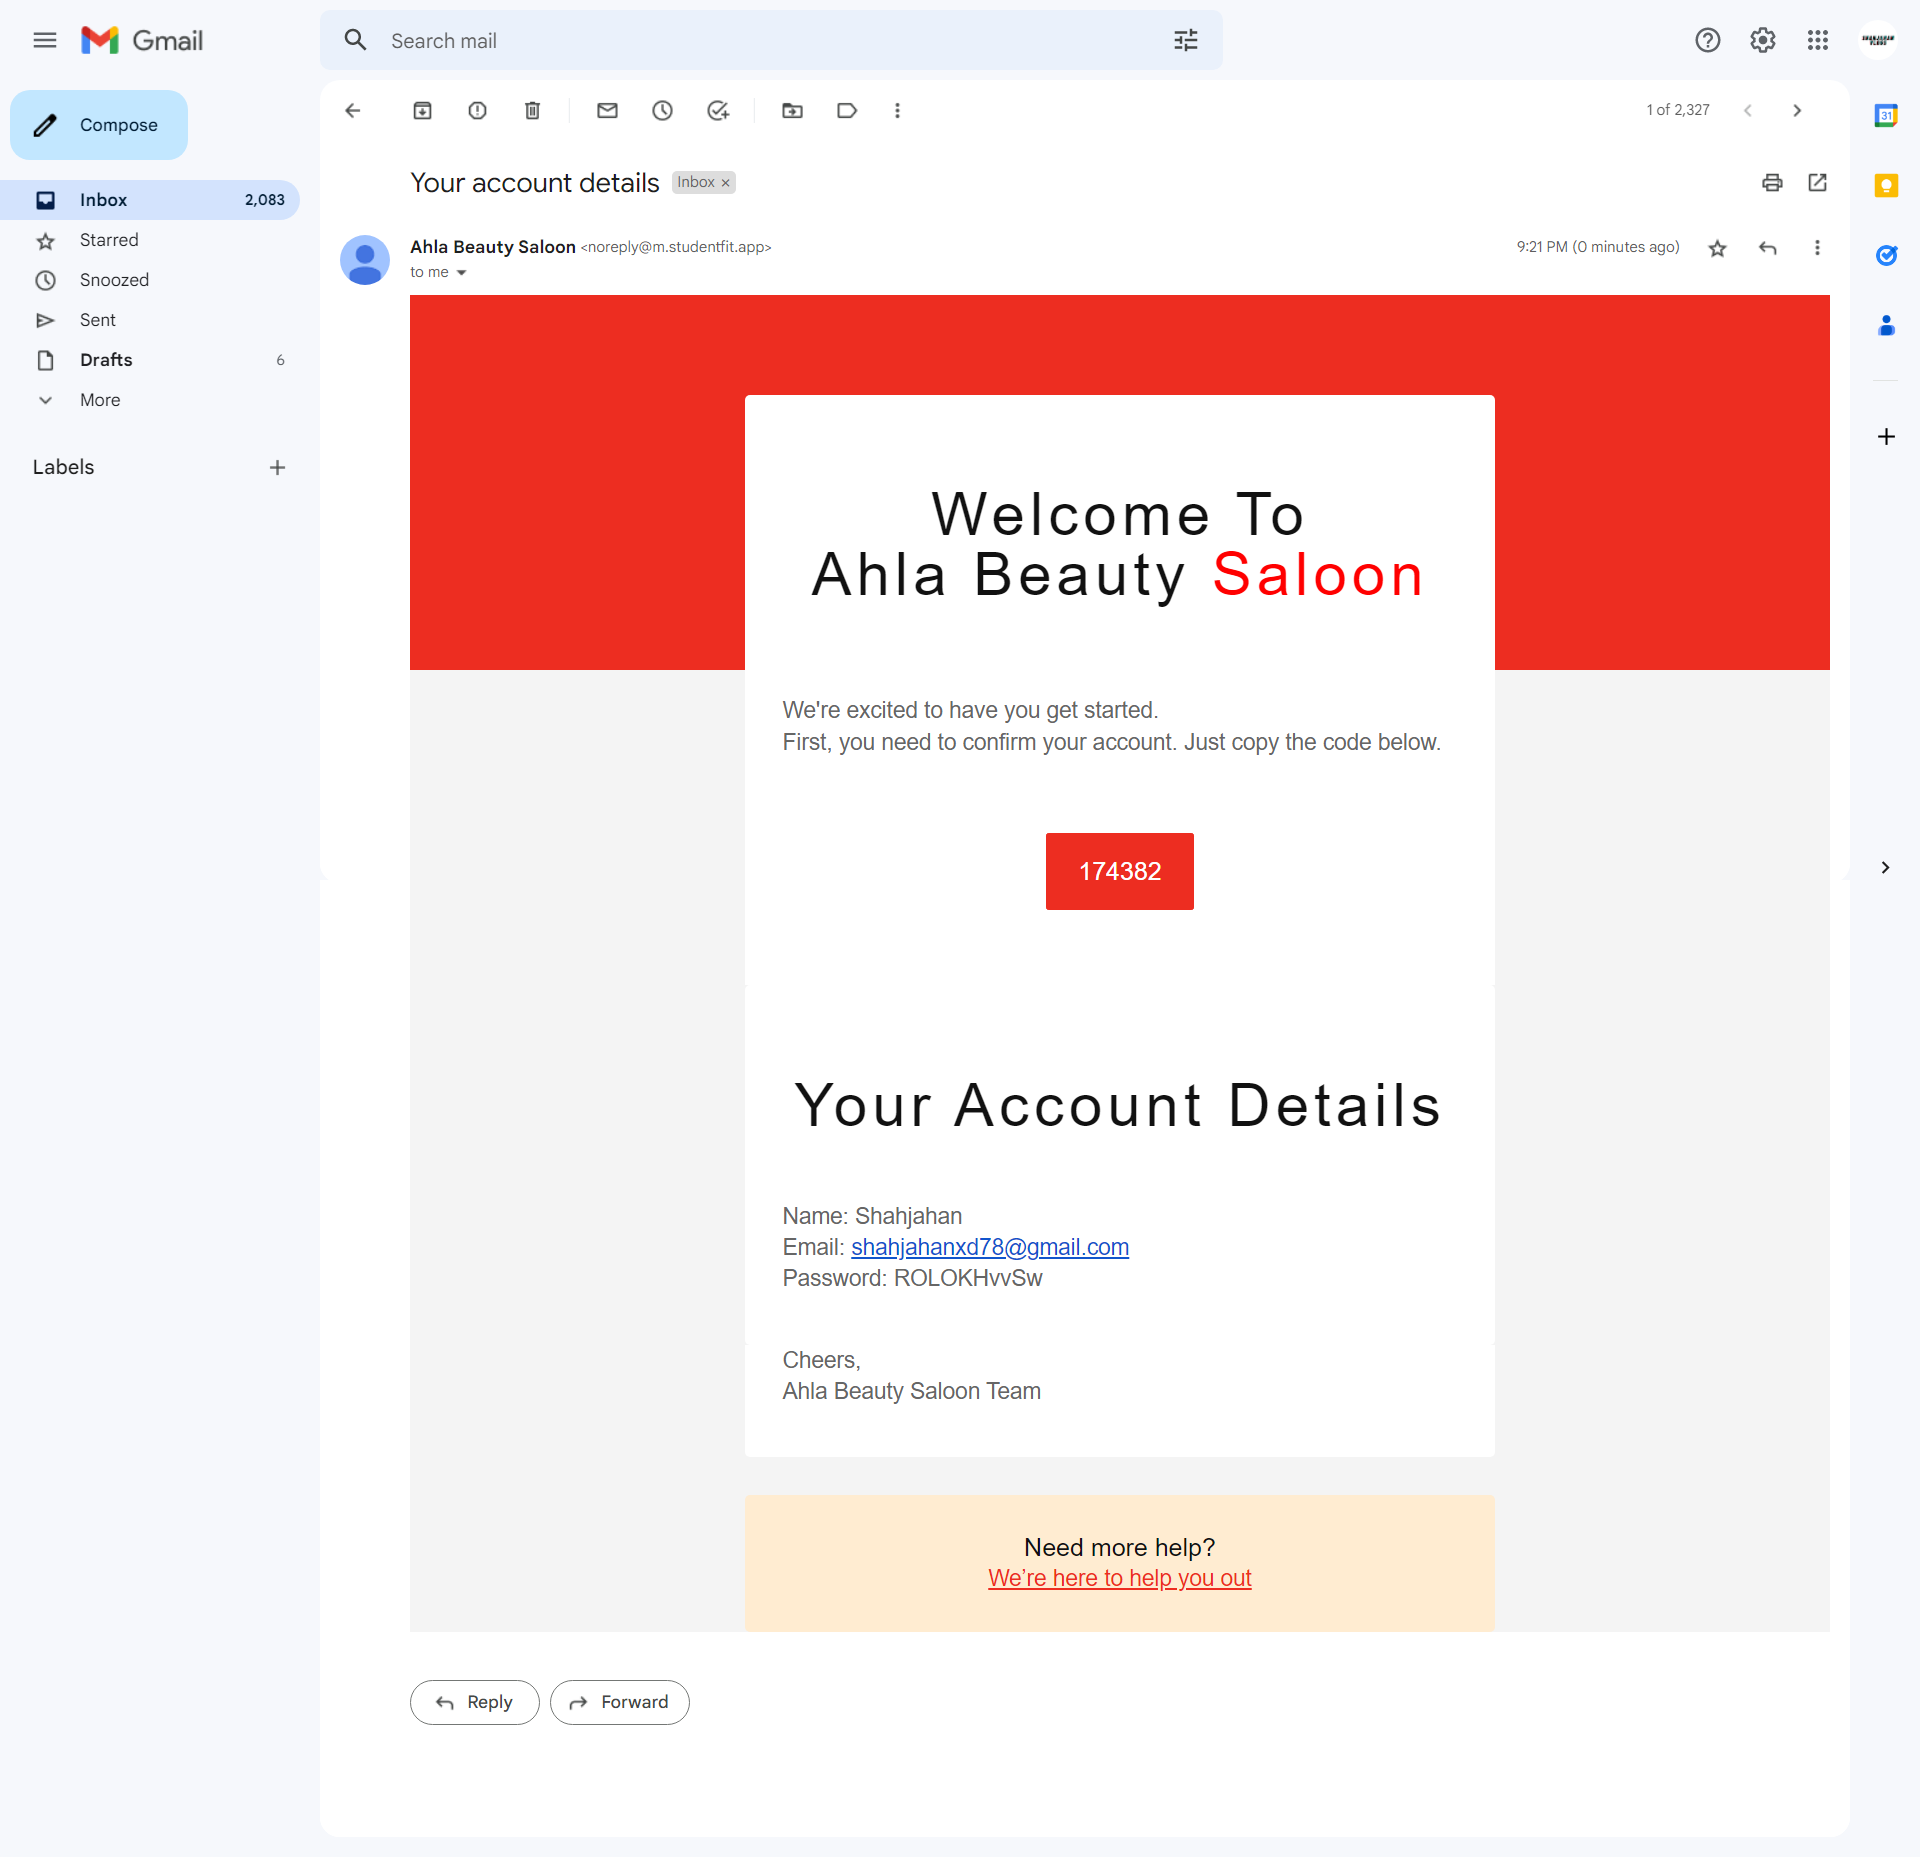 Gmail
Search mail
Compose
1 of 2,327
Inbox 2,083
Starred
Snoozed
Sent
Drafts 6
More
Labels
Your account details Inbox ×
Ahla Beauty Saloon <noreply@m.studentfit.app>
9:21 PM (0 minutes ago)
to me
Welcome To
Ahla Beauty Saloon
We're excited to have you get started.
First, you need to confirm your account. Just copy the code below.
174382
Your Account Details
Name: Shahjahan
Email: shahjahanxd78@gmail.com
Password: ROLOKHvvSw
Cheers,
Ahla Beauty Saloon Team
Need more help?
We’re here to help you out
Reply
Forward
31